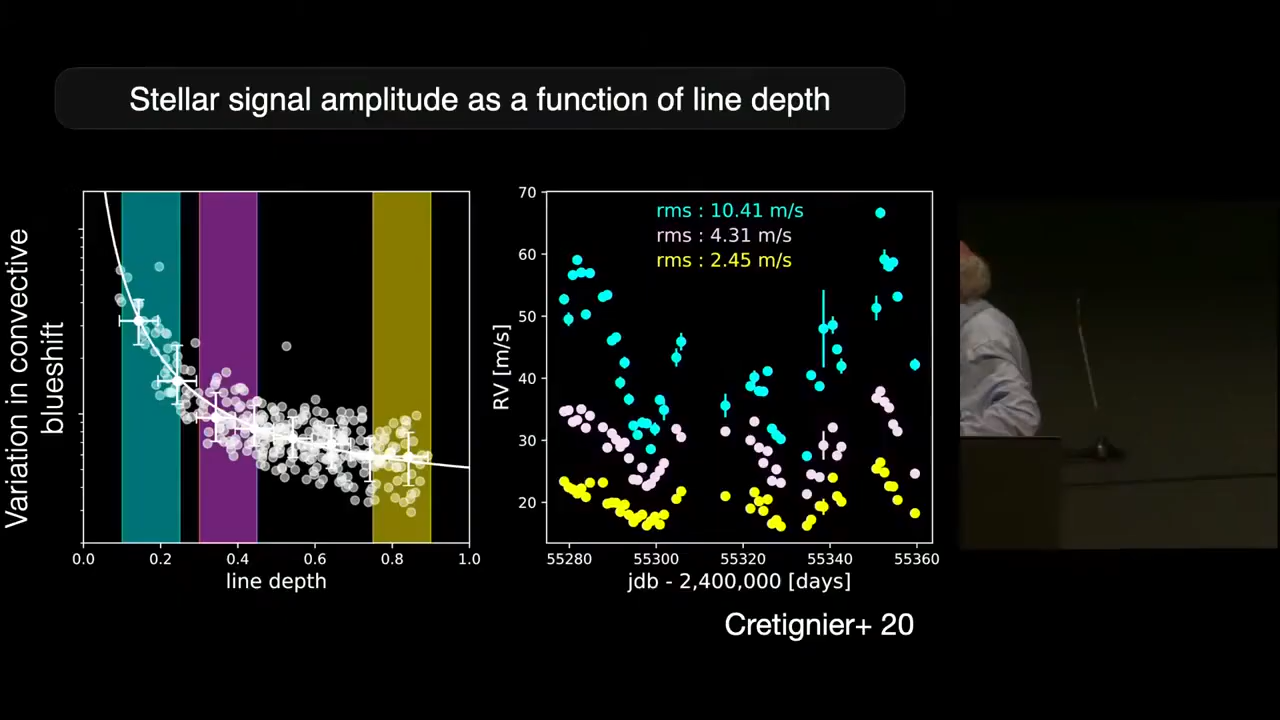 Stellar signal amplitude as a function of line depth
Variation in convective
blueshift
0.0 0.2 0.4 0.6 0.8 1.0
line depth
70
60
50
40
30
20
RV [m/s]
rms : 10.41 m/s
rms : 4.31 m/s
rms : 2.45 m/s
55280 55300 55320 55340 55360
jdb - 2,400,000 [days]
Cretignier+ 20